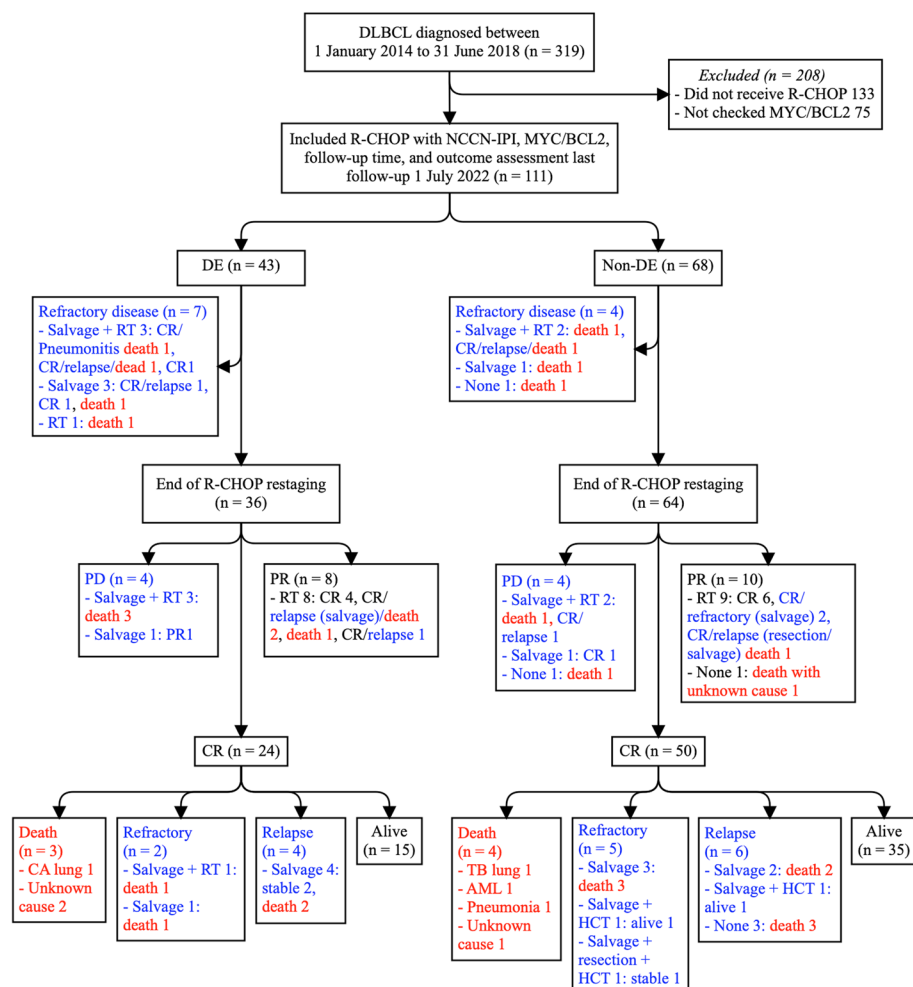 DLBCL diagnosed between
1 January 2014 to 31 June 2018 (n = 319)
Excluded (n = 208)
- Did not receive R-CHOP 133
- Not checked MYC/BCL2 75
Included R-CHOP with NCCN-IPI, MYC/BCL2,
follow-up time, and outcome assessment last
follow-up 1 July 2022 (n = 111)
DE (n = 43)
Non-DE (n = 68)
Refractory disease (n = 7)
- Salvage + RT 3: CR/
Pneumonitis death 1,
CR/relapse/dead 1, CR1
- Salvage 3: CR/relapse 1,
CR 1, death 1
- RT 1: death 1
Refractory disease (n = 4)
- Salvage + RT 2: death 1,
CR/relapse/death 1
- Salvage 1: death 1
- None 1: death 1
End of R-CHOP restaging
(n = 36)
End of R-CHOP restaging
(n = 64)
PD (n = 4)
- Salvage + RT 3:
death 3
- Salvage 1: PR1
PR (n = 8)
- RT 8: CR 4, CR/
relapse (salvage)/death
2, death 1, CR/relapse 1
PD (n = 4)
- Salvage + RT 2:
death 1, CR/
relapse 1
- Salvage 1: CR 1
- None 1: death 1
PR (n = 10)
- RT 9: CR 6, CR/
refractory (salvage) 2,
CR/relapse (resection/
salvage) death 1
- None 1: death with
unknown cause 1
CR (n = 24)
CR (n = 50)
Death
(n = 3)
- CA lung 1
- Unknown
cause 2
Refractory
(n = 2)
- Salvage + RT 1:
death 1
- Salvage 1:
death 1
Relapse
(n = 4)
- Salvage 4:
stable 2,
death 2
Alive
(n = 15)
Death
(n = 4)
- TB lung 1
- AML 1
- Pneumonia 1
- Unknown
cause 1
Refractory
(n = 5)
- Salvage 3:
death 3
- Salvage +
HCT 1: alive 1
- Salvage +
resection +
HCT 1: stable 1
Relapse
(n = 6)
- Salvage 2: death 2
- Salvage + HCT 1:
alive 1
- None 3: death 3
Alive
(n = 35)